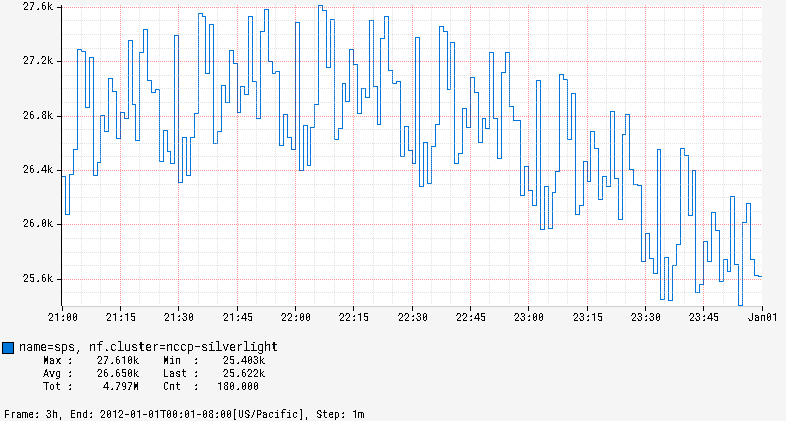 27.6k
27.2k
26.8k
26.4k
26.0k
25.6k
21:00 21:15 21:30 21:45 22:00 22:15 22:30 22:45 23:00 23:15 23:30 23:45 Jan01
name=sps, nf.cluster=nccp-silverlight
Max : 27.610k Min : 25.403k
Avg : 26.650k Last : 25.622k
Tot : 4.797M Cnt : 180.000
Frame: 3h, End: 2012-01-01T00:01-08:00[US/Pacific], Step: 1m